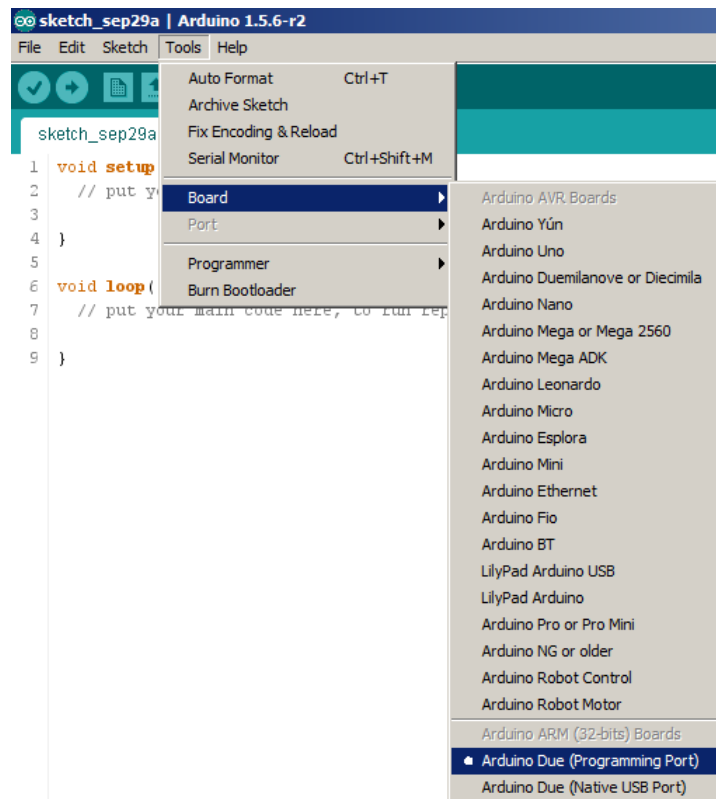 sketch_sep29a | Arduino 1.5.6-r2
File Edit Sketch Tools Help
sketch_sep29a
1 void setup
2 // put y
3
4 }
5
6 void loop(
7 // put your main code here, to run rep
8
9 }
Auto Format Ctrl+T
Archive Sketch
Fix Encoding & Reload
Serial Monitor Ctrl+Shift+M
Board
Port
Programmer
Burn Bootloader
Arduino AVR Boards
Arduino Yún
Arduino Uno
Arduino Duemilanove or Diecimila
Arduino Nano
Arduino Mega or Mega 2560
Arduino Mega ADK
Arduino Leonardo
Arduino Micro
Arduino Esplora
Arduino Mini
Arduino Ethernet
Arduino Fio
Arduino BT
LilyPad Arduino USB
LilyPad Arduino
Arduino Pro or Pro Mini
Arduino NG or older
Arduino Robot Control
Arduino Robot Motor
Arduino ARM (32-bits) Boards
Arduino Due (Programming Port)
Arduino Due (Native USB Port)